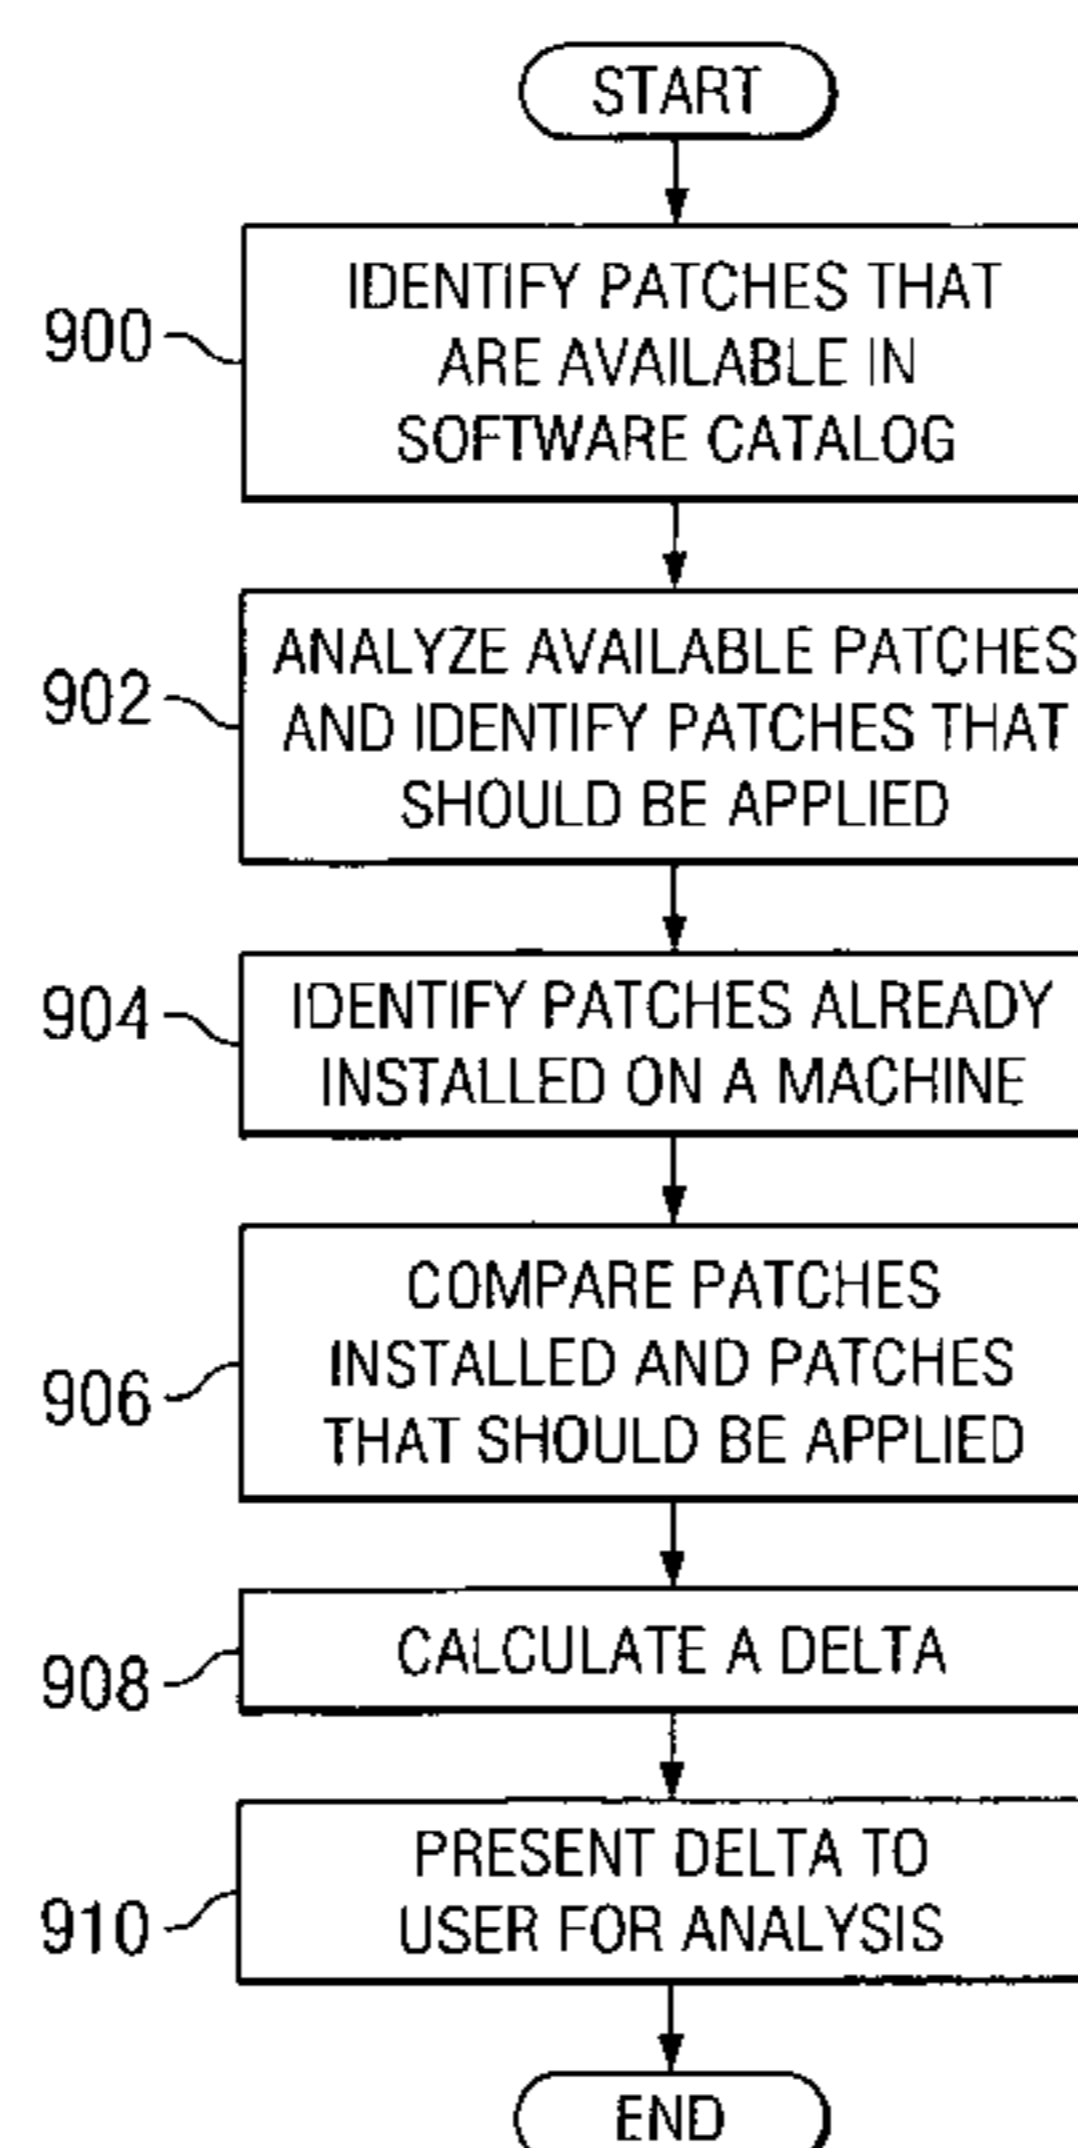 START
900
IDENTIFY PATCHES THAT
ARE AVAILABLE IN
SOFTWARE CATALOG
902
ANALYZE AVAILABLE PATCHES
AND IDENTIFY PATCHES THAT
SHOULD BE APPLIED
904
IDENTIFY PATCHES ALREADY
INSTALLED ON A MACHINE
906
COMPARE PATCHES
INSTALLED AND PATCHES
THAT SHOULD BE APPLIED
908
CALCULATE A DELTA
910
PRESENT DELTA TO
USER FOR ANALYSIS
END